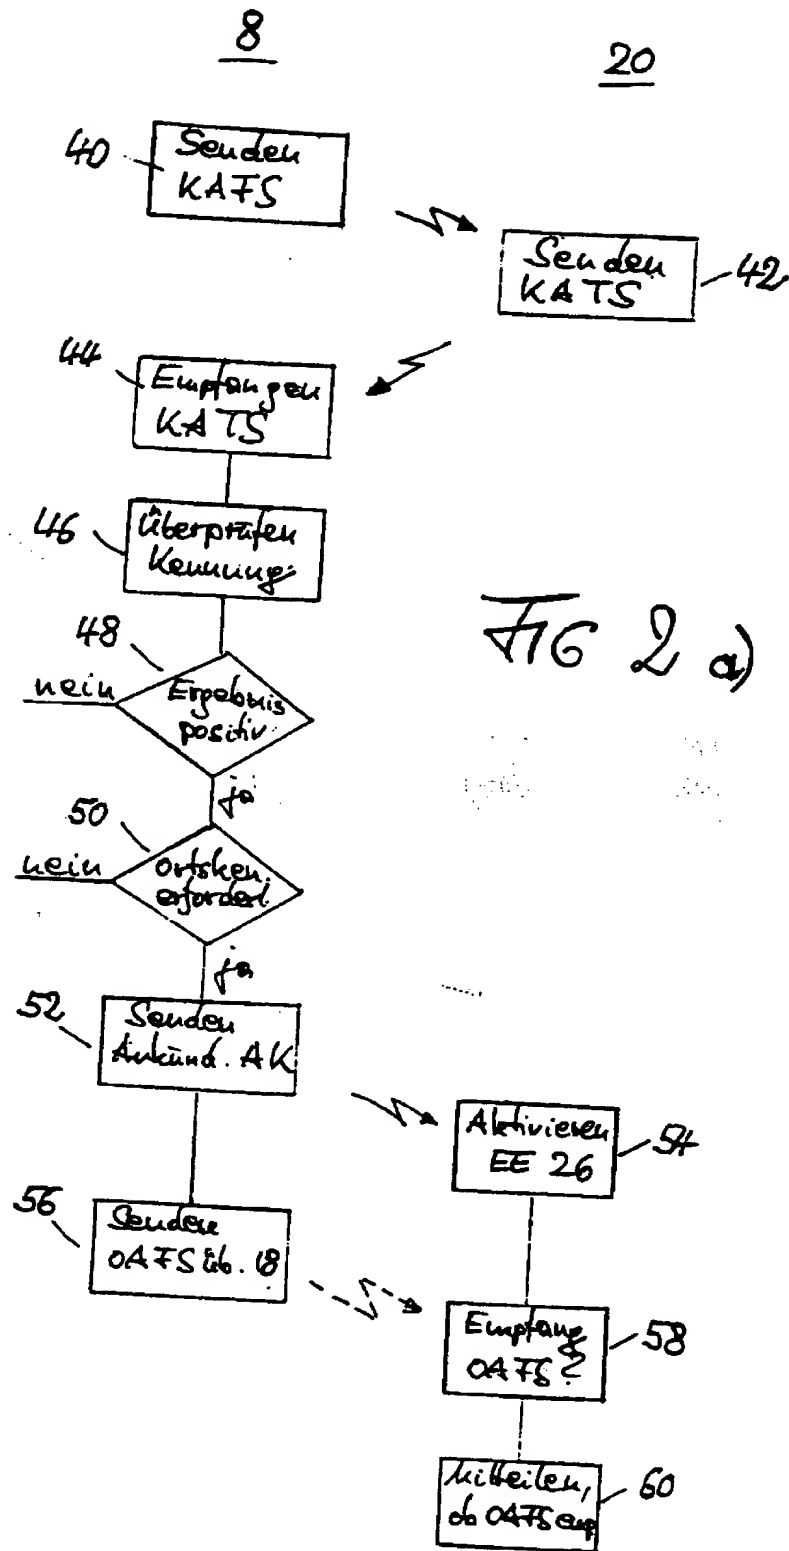 8
20
40
Senden
KAFS
Senden
KATS
42
44
Empfangen
KATS
46
Überprüfen
Kennung
FIG 2 a)
48
nein
Ergebnis
positiv
ja
50
nein
Ortsken.
erforderl.
ja
52
Senden
Ankünd. AK
Aktivieren
EE 26
54
56
Senden
OAFS üb. 18
Empfang
OAFS?
58
Mitteilen,
ob OAFS emp
60